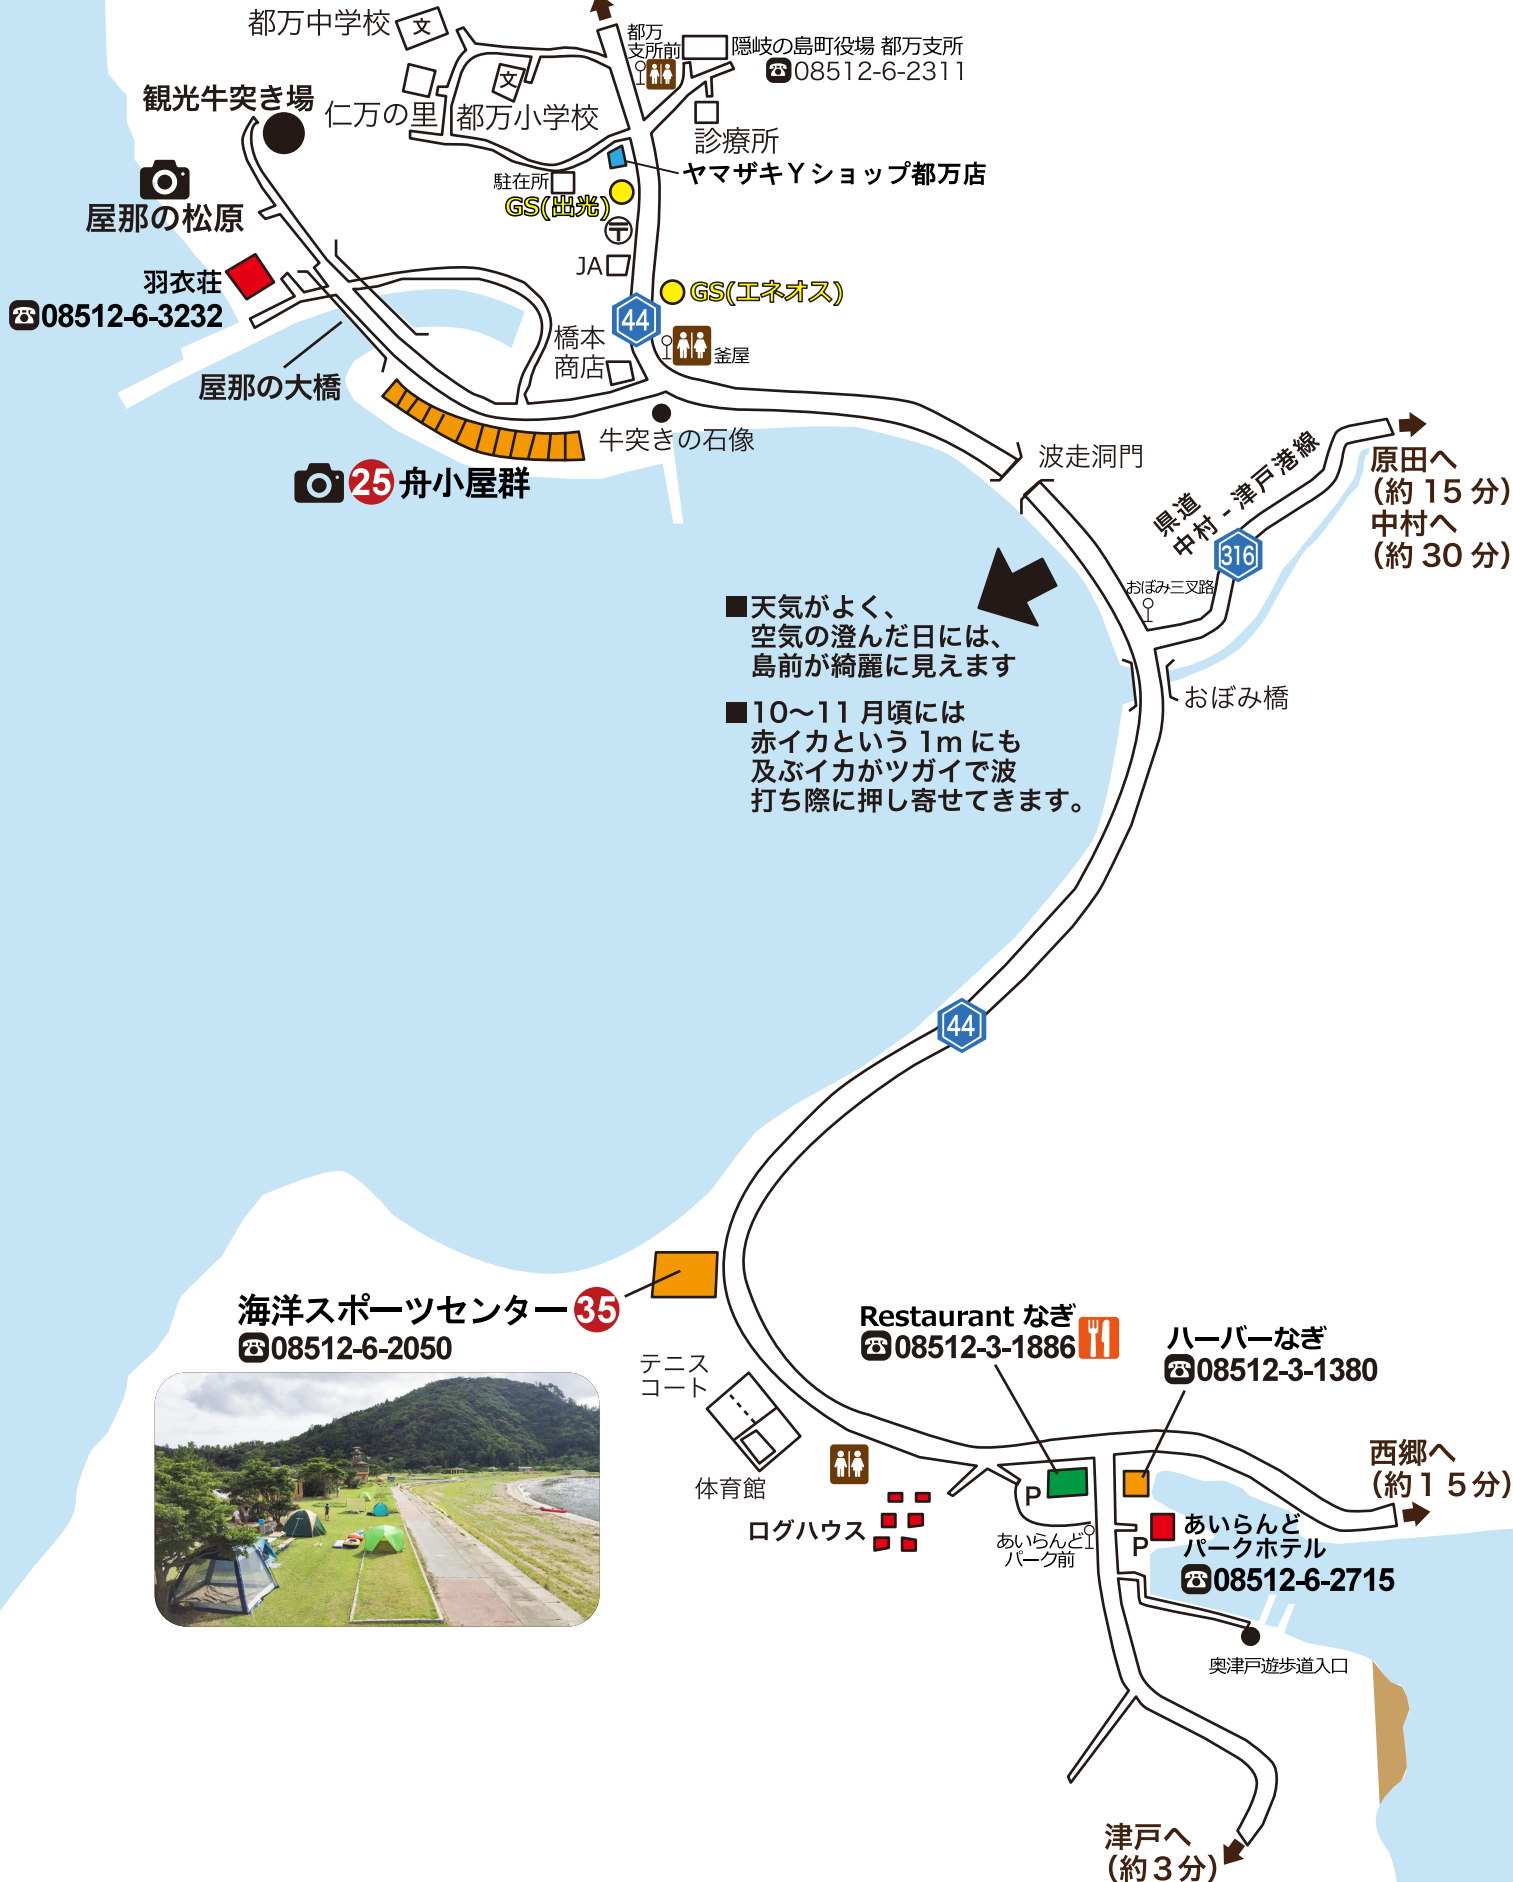 都万中学校
文
都万
支所前
隠岐の島町役場 都万支所
☎08512-6-2311
観光牛突き場
仁万の里
文
都万小学校
診療所
ヤマザキYショップ都万店
駐在所
GS(出光)
〒
屋那の松原
JA
羽衣荘
☎08512-6-3232
GS(エネオス)
44
橋本
商店
釜屋
屋那の大橋
牛突きの石像
25 舟小屋群
波走洞門
県道
中村 - 津戸港線
316
原田へ
(約 15 分)
中村へ
(約 30 分)
おぼみ三叉路
おぼみ橋
■天気がよく、
空気の澄んだ日には、
島前が綺麗に見えます
■10〜11 月頃には
赤イカという 1m にも
及ぶイカがツガイで波
打ち際に押し寄せてきます。
44
海洋スポーツセンター 35
☎08512-6-2050
テニス
コート
体育館
Restaurant なぎ
☎08512-3-1886
ハーバーなぎ
☎08512-3-1380
西郷へ
(約１５分)
P
ログハウス
あいらんど
パーク前
P
あいらんど
パークホテル
☎08512-6-2715
奥津戸遊歩道入口
津戸へ
(約３分)